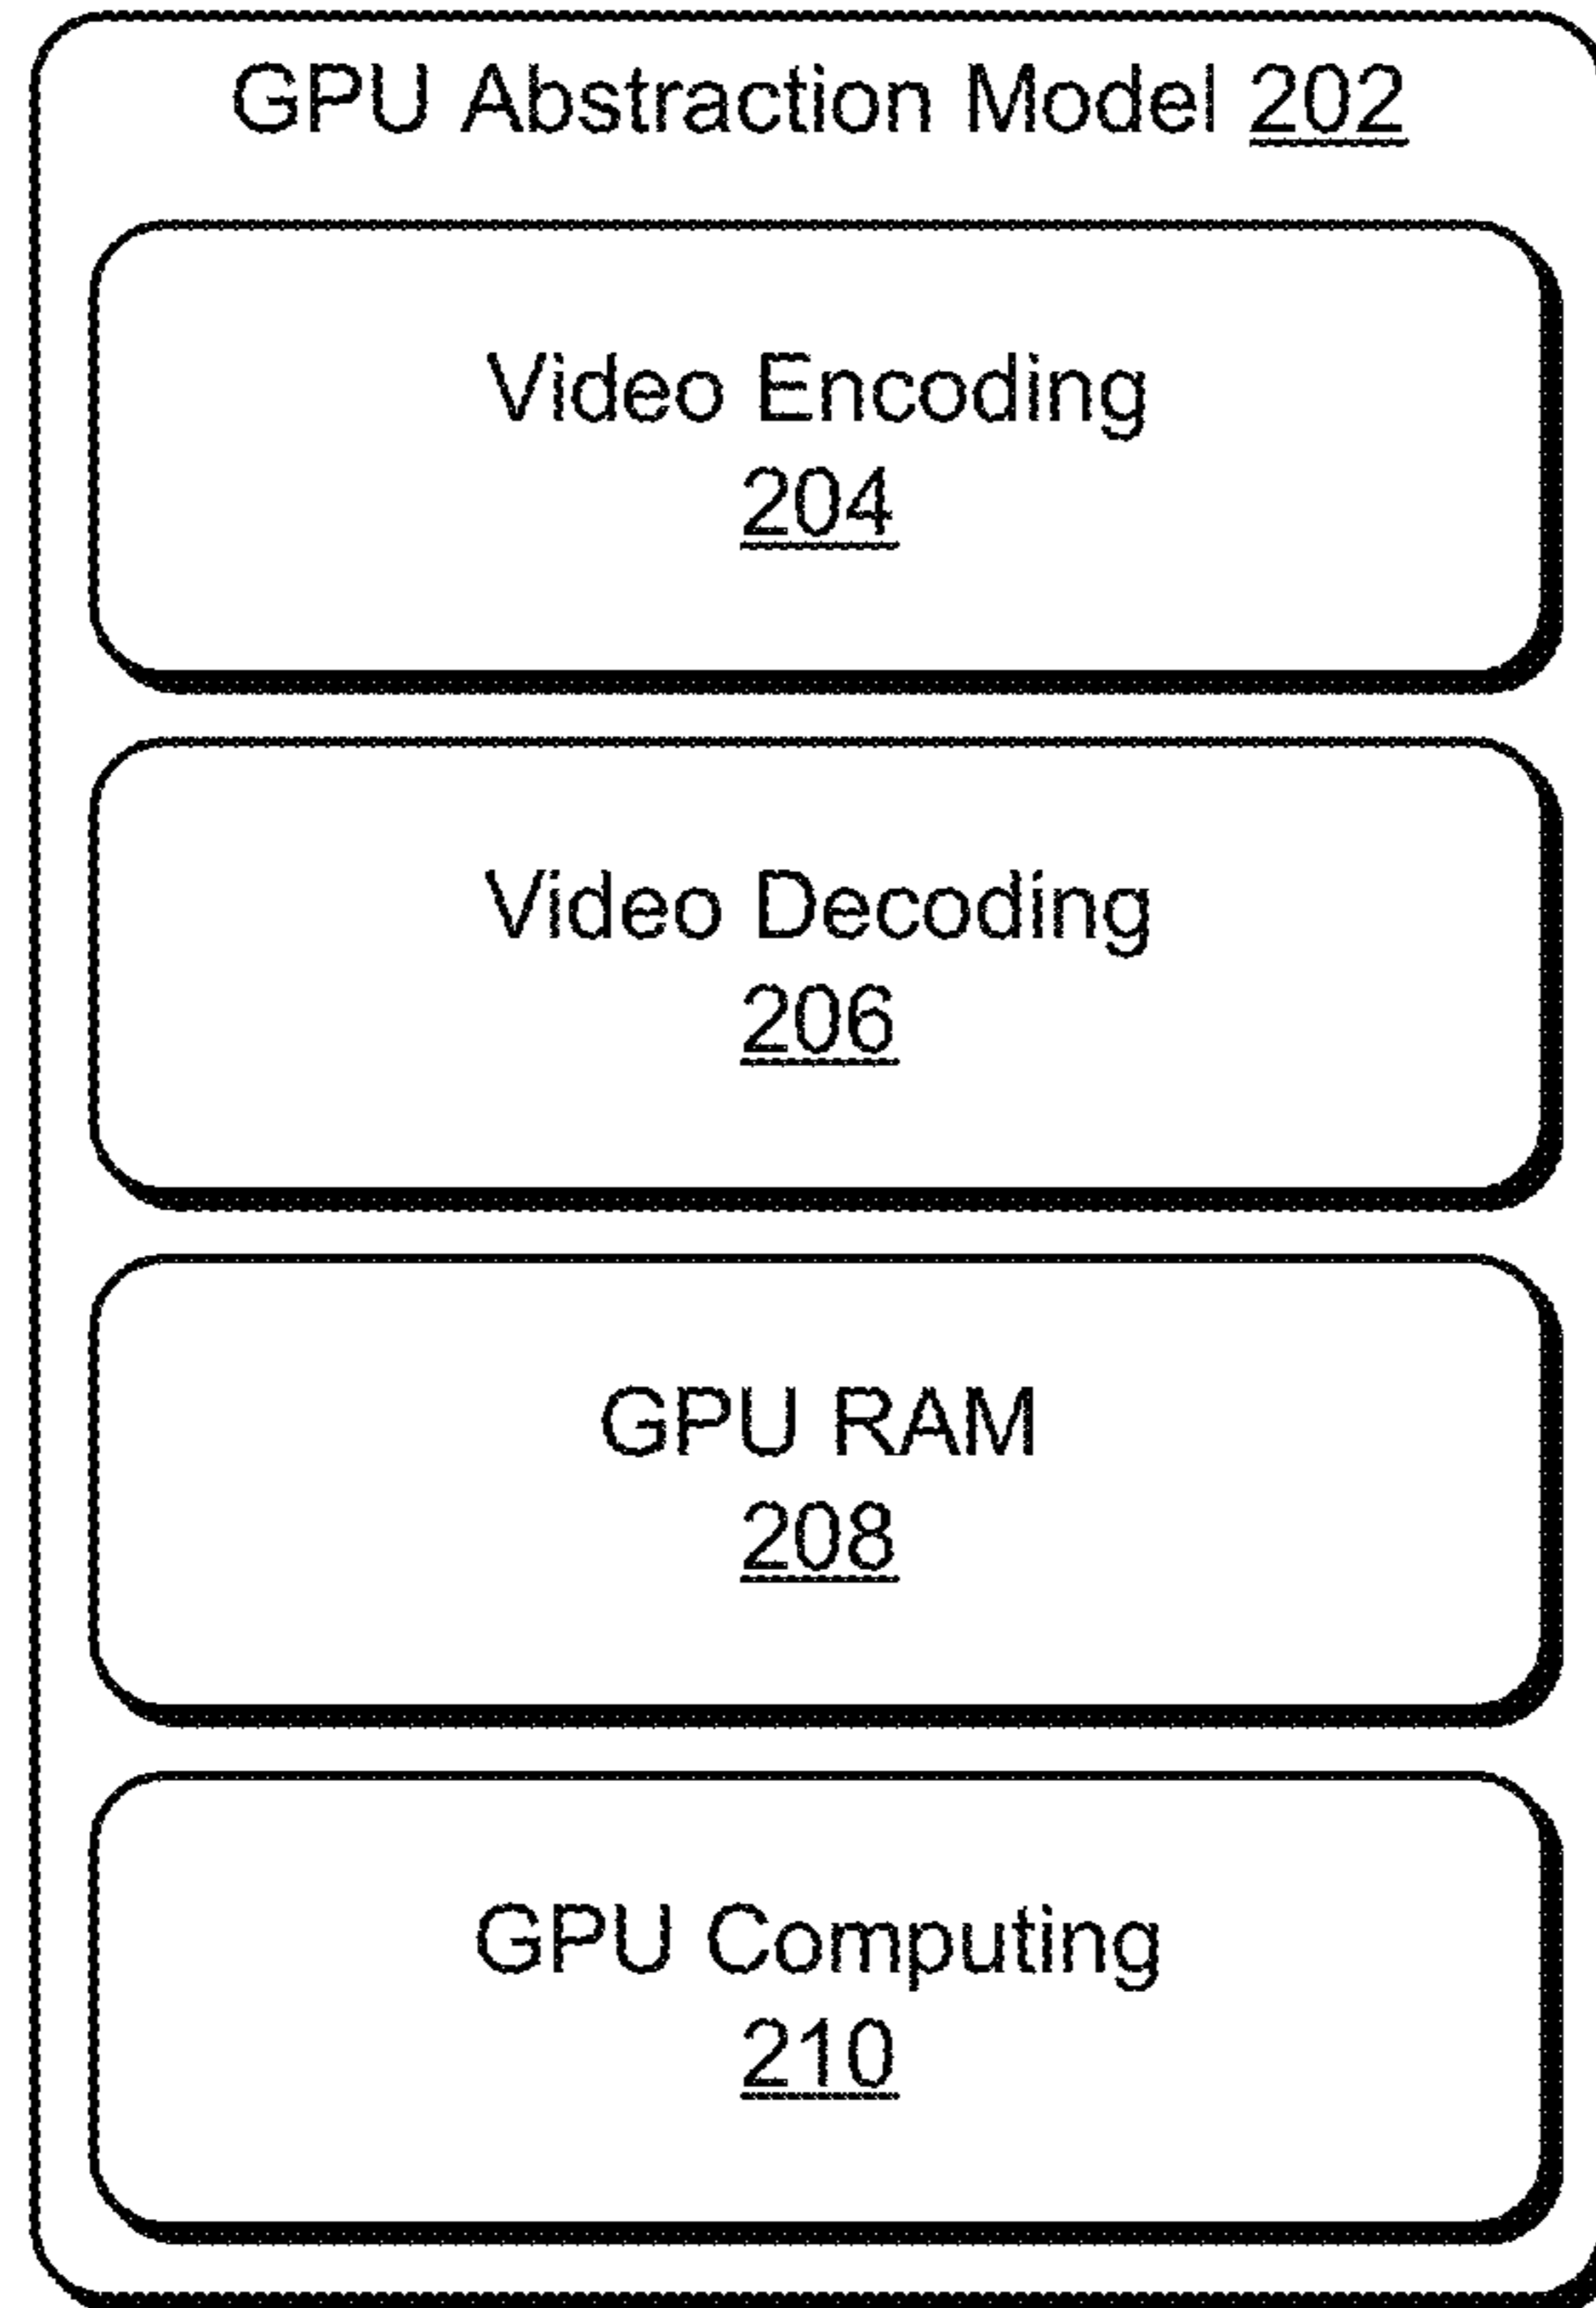 GPU Abstraction Model 202
Video Encoding
204
Video Decoding
206
GPU RAM
208
GPU Computing
210